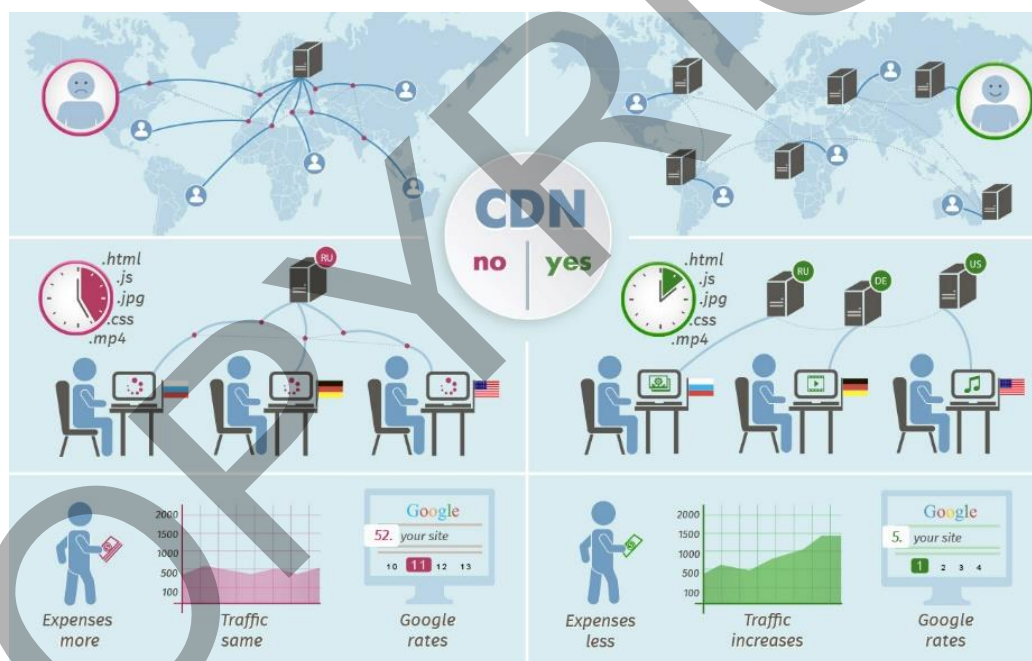 CDN
no
yes
.html
.js
.jpg
.css
.mp4
RU
.html
.js
.jpg
.css
.mp4
RU
DE
US
2000
1500
1000
500
100
Expenses
more
Traffic
same
Google
52. your site
10 11 12 13
Google
rates
Expenses
less
2000
1500
1000
500
100
Traffic
increases
Google
5. your site
1 2 3 4
Google
rates
COPYRIG